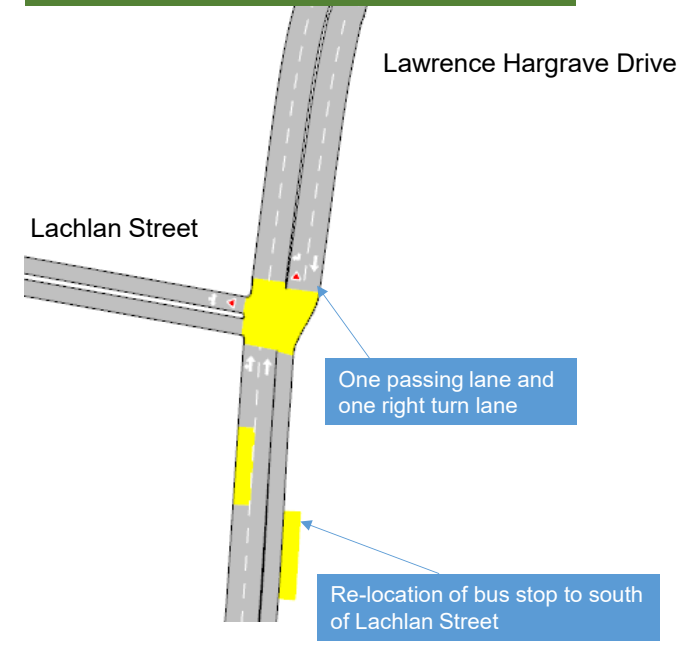 Lawrence Hargrave Drive
Lachlan Street
One passing lane and
one right turn lane
Re-location of bus stop to south
of Lachlan Street